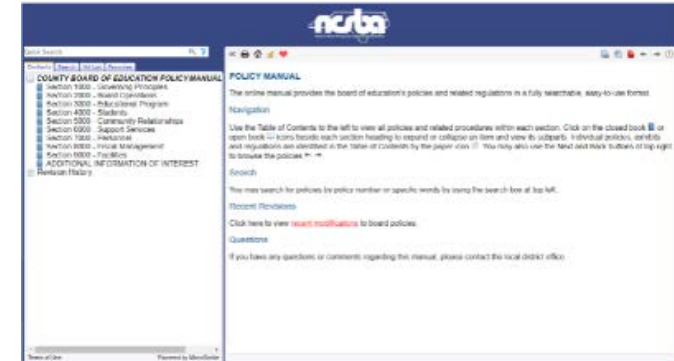 ncsba
Quick Search
Contents Search Hit List Favorites
COUNTY BOARD OF EDUCATION POLICY MANUAL
Section 1000 - Governing Principles
Section 2000 - Board Operations
Section 3000 - Educational Program
Section 4000 - Students
Section 5000 - Community Relationships
Section 6000 - Support Services
Section 7000 - Personnel
Section 8000 - Fiscal Management
Section 9000 - Facilities
ADDITIONAL INFORMATION OF INTEREST
Revision History
Terms of Use
POLICY MANUAL
The online manual provides the board of education's policies and related regulations in a fully searchable, easy-to-use format.
Navigation
Use the Table of Contents to the left to view all policies and related procedures within each section. Click on the closed book or
open book icons beside each section heading to expand or collapse an item and view its subparts. Individual policies, exhibits
and regulations are identified in the Table of Contents by the paper icon. You may also use the Next and Back buttons at top right
to browse the policies
Search
You may search for policies by policy number or specific words by using the search box at top left.
Recent Revisions
Click here to view recent modifications to board policies.
Questions
If you have any questions or comments regarding this manual, please contact the local district office.